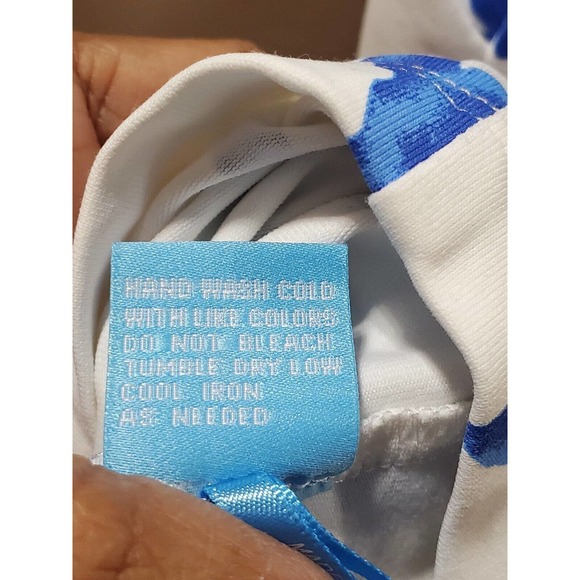 HAND WASH COLD
WITH LIKE COLORS
DO NOT BLEACH
TUMBLE DRY LOW
COOL IRON
AS NEEDED